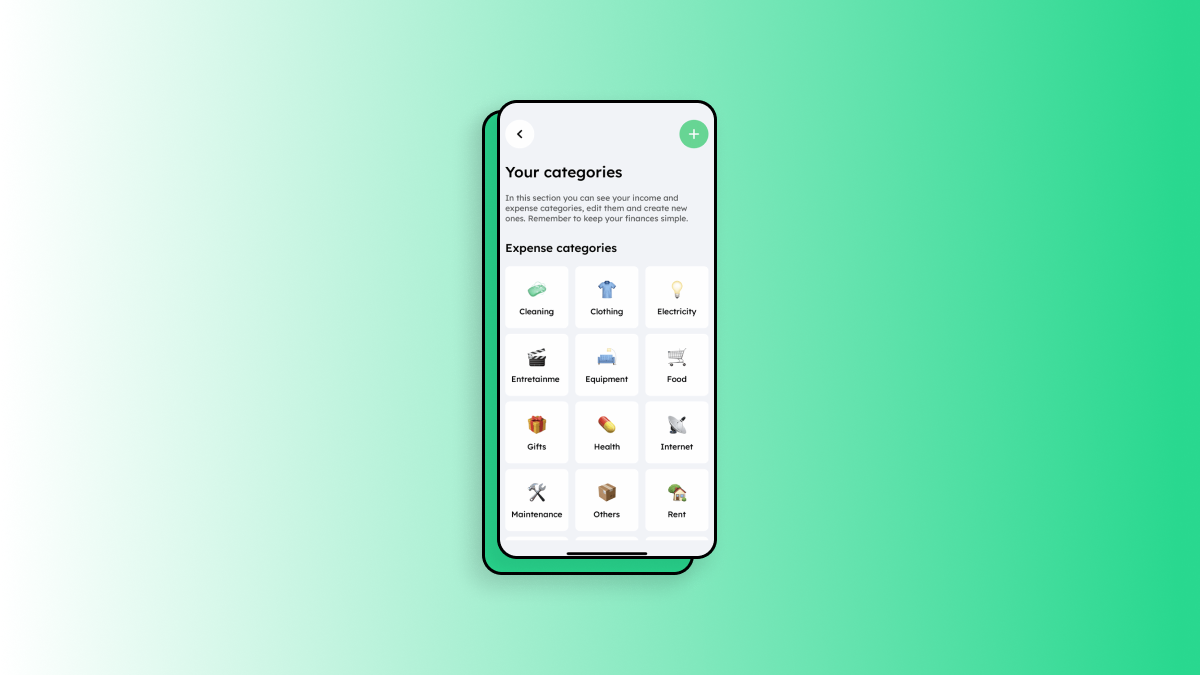 Your categories
In this section you can see your income and
expense categories, edit them and create new
ones. Remember to keep your finances simple.
Expense categories
Cleaning
Clothing
Electricity
Entretainme
Equipment
Food
Gifts
Health
Internet
Maintenance
Others
Rent